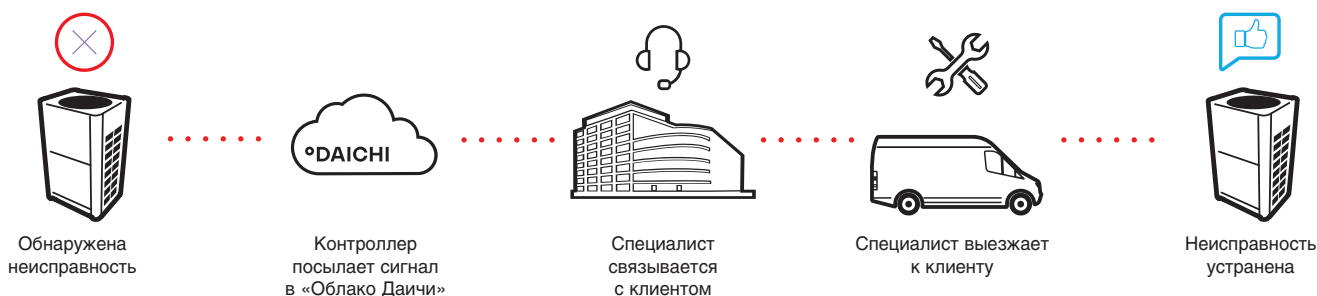 °DAICHI
Обнаружена
неисправность
Контроллер
посылает сигнал
в «Облако Даичи»
Специалист
связывается
с клиентом
Специалист выезжает
к клиенту
Неисправность
устранена